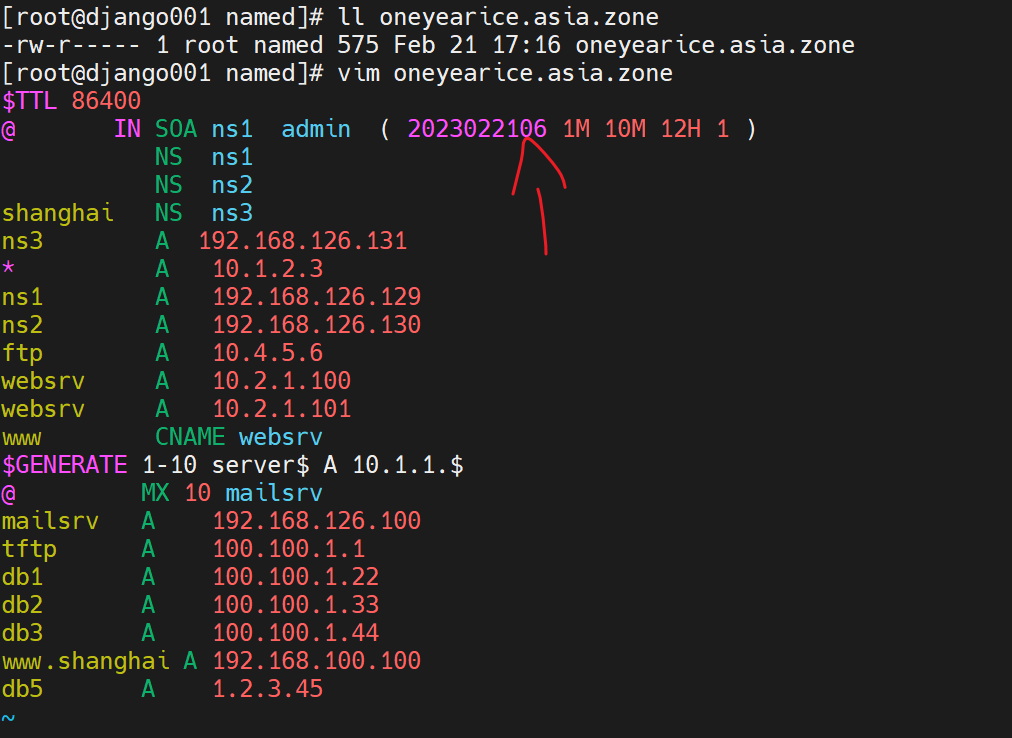 [root@django001 named]# ll oneyearice.asia.zone
-rw-r----- 1 root named 575 Feb 21 17:16 oneyearice.asia.zone
[root@django001 named]# vim oneyearice.asia.zone
$TTL 86400
@       IN SOA ns1  admin  ( 2023022106 1M 10M 12H 1 )
           NS  ns1
           NS  ns2
shanghai   NS  ns3
ns3        A  192.168.126.131
*          A   10.1.2.3
ns1        A   192.168.126.129
ns2        A   192.168.126.130
ftp        A   10.4.5.6
websrv     A   10.2.1.100
websrv     A   10.2.1.101
www        CNAME websrv
$GENERATE 1-10 server$ A 10.1.1.$
@         MX 10 mailsrv
mailsrv   A    192.168.126.100
tftp      A    100.100.1.1
db1       A    100.100.1.22
db2       A    100.100.1.33
db3       A    100.100.1.44
www.shanghai A 192.168.100.100
db5       A    1.2.3.45
~